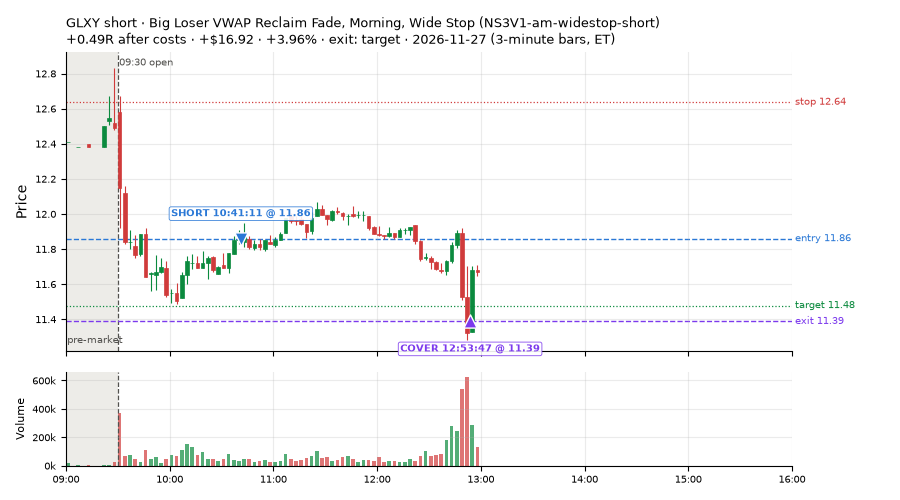 GLXY short · Big Loser VWAP Reclaim Fade, Morning, Wide Stop (NS3V1-am-widestop-short)
+0.49R after costs · +$16.92 · +3.96% · exit: target · 2026-11-27 (3-minute bars, ET)
09:30 open
12.8
12.6
stop 12.64
12.4
12.2
12.0
SHORT 10:41:11 @ 11.86
entry 11.86
11.8
11.6
target 11.48
11.4
exit 11.39
pre-market
COVER 12:53:47 @ 11.39
Price
600k
400k
200k
0k
Volume
09:00
10:00
11:00
12:00
13:00
14:00
15:00
16:00